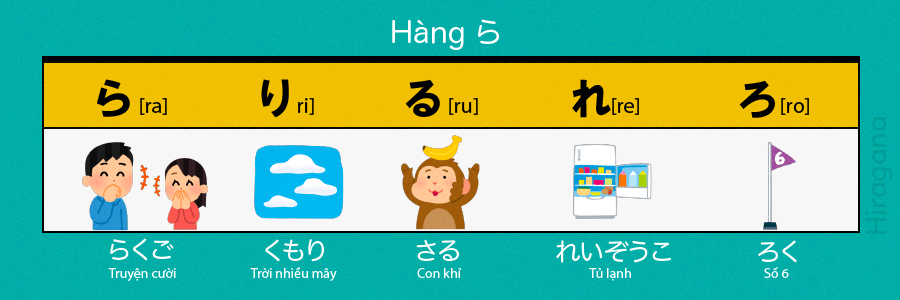 Hàng ら
ら [ra] り ri] る [ru] れ[re] ろ [ro]
6
らくご くもり さる れいぞうこ ろく
Truyện cười Trời nhiều mây Con khỉ Tủ lạnh Số 6
Hirigana